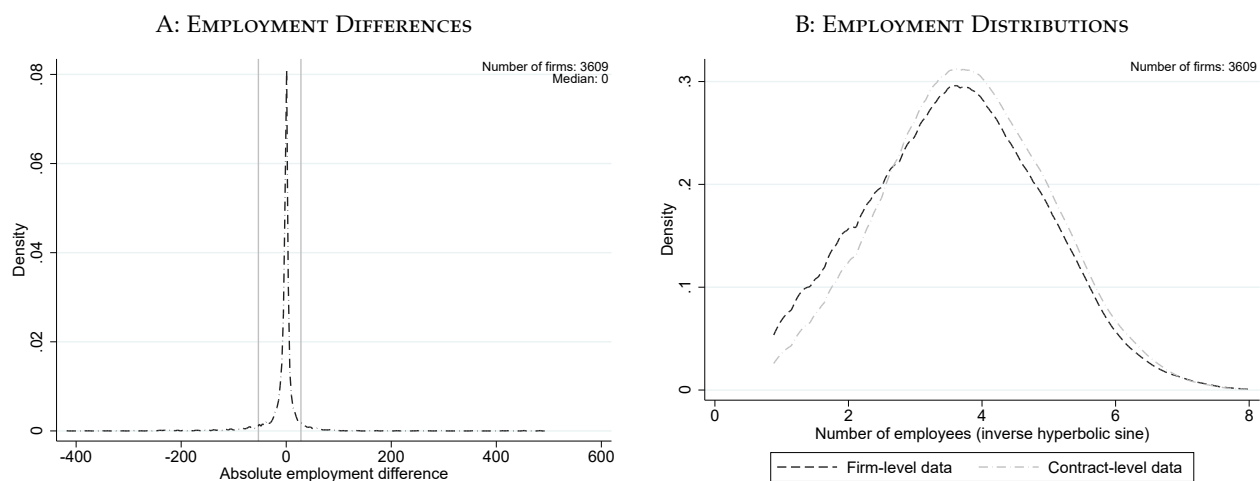 A: Employment Differences
Number of firms: 3609
Median: 0
Density
.08
.06
.04
.02
0
-400 -200 0 200 400 600
Absolute employment difference
B: Employment Distributions
Number of firms: 3609
Density
.3
.2
.1
0
0 2 4 6 8
Number of employees (inverse hyperbolic sine)
Firm-level data Contract-level data